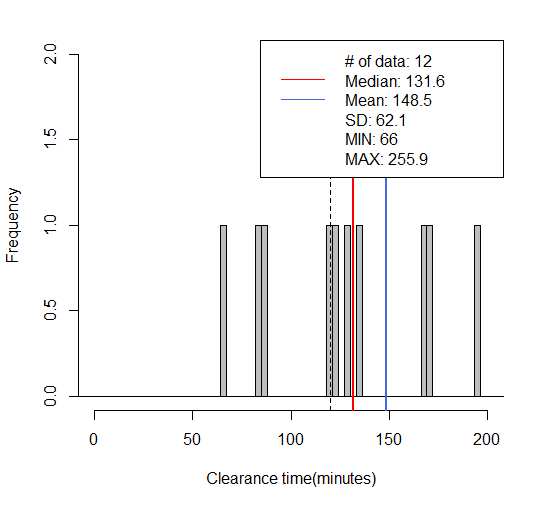 # of data: 12
Median: 131.6
Mean: 148.5
SD: 62.1
MIN: 66
MAX: 255.9
Frequency
2.0
1.5
1.0
0.5
0.0
0 50 100 150 200
Clearance time(minutes)